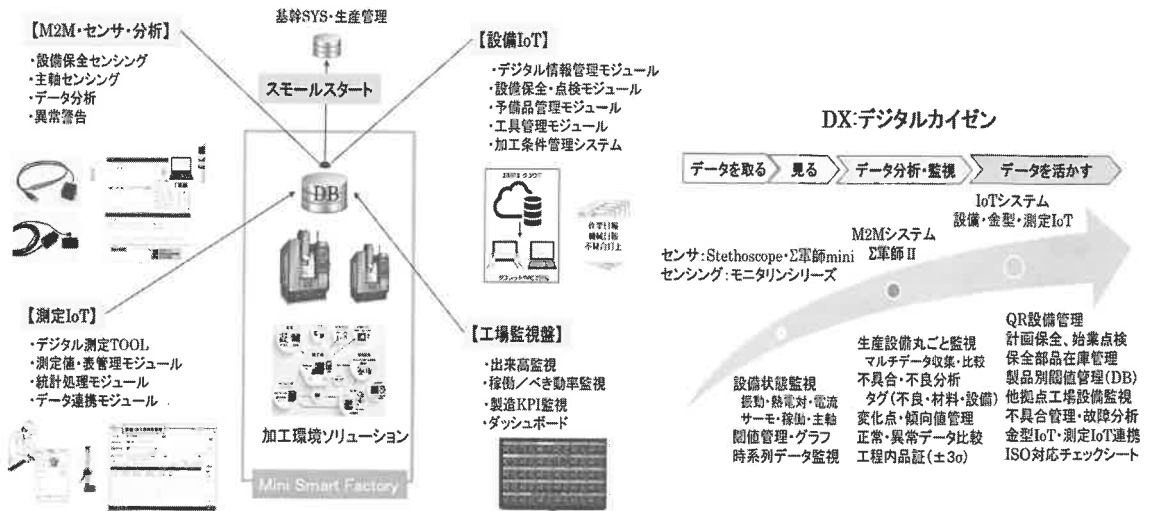 基幹SYS・生産管理
【M2M・センサ・分析】
・設備保全センシング
・主軸センシング
・データ分析
・異常警告
スモールスタート
【設備IoT】
・デジタル情報管理モジュール
・設備保全・点検モジュール
・予備品管理モジュール
・工具管理モジュール
・加工条件管理システム
DB
作業日報
機械日報
不具合打上
【測定IoT】
・デジタル測定TOOL
・測定値・表管理モジュール
・統計処理モジュール
・データ連携モジュール
加工環境ソリューション
Mini Smart Factory
【工場監視盤】
・出来高監視
・稼働／べき動率監視
・製造KPI監視
・ダッシュボード
DX:デジタルカイゼン
データを取る
見る
データ分析・監視
データを活かす
IoTシステム
設備・金型・測定IoT
M2Mシステム
Σ軍師Ⅱ
センサ：Stethoscope・Σ軍師mini
センシング：モニタリンシリーズ
設備状態監視
振動・熱電対・電流
サーモ・稼働・主軸
閾値管理・グラフ
時系列データ監視
生産設備丸ごと監視
マルチデータ収集・比較
不具合・不良分析
タグ(不良・材料・設備)
変化点・傾向値管理
正常・異常データ比較
工程内品証(±3σ)
QR設備管理
計画保全、始業点検
保全部品在庫管理
製品別閾値管理(DB)
他拠点工場設備監視
不具合管理・故障分析
金型IoT・測定IoT連携
ISO対応チェックシート